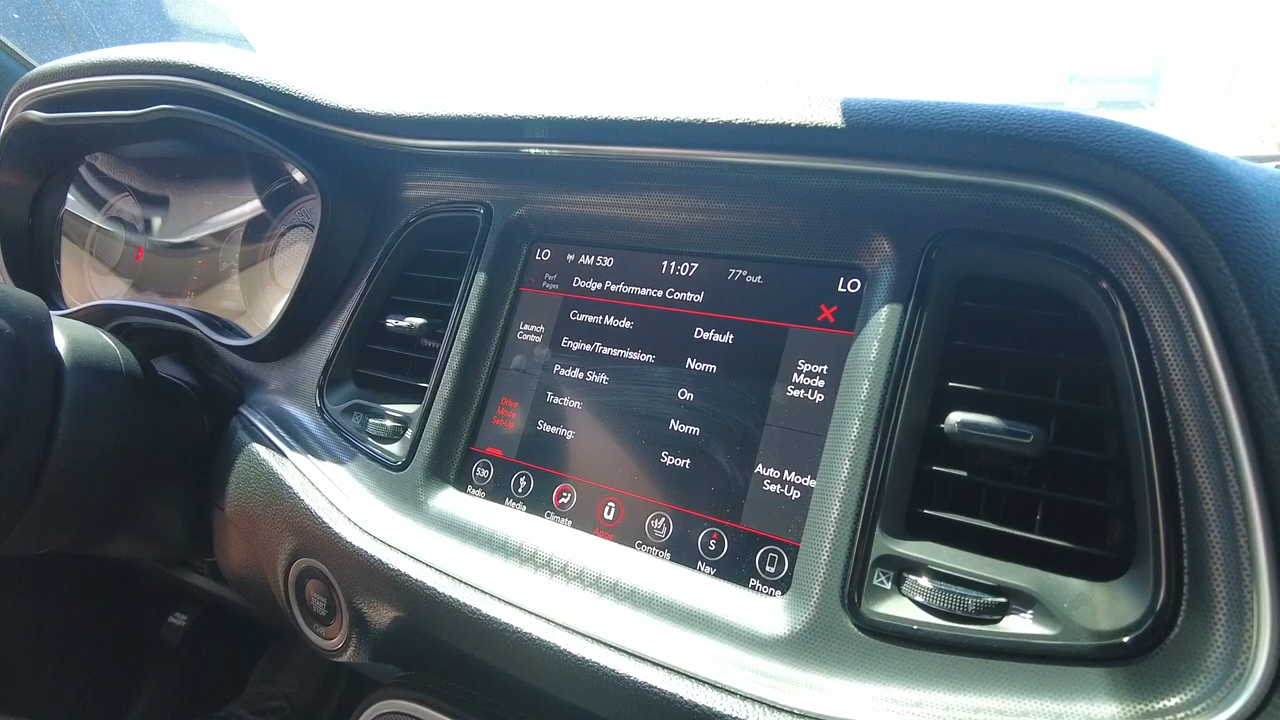 LO
AM 530
11:07
77°out.
LO
Perf
Pages
Dodge Performance Control
Launch
Control
Current Mode:
Default
Engine/Transmission:
Norm
Paddle Shift:
On
Traction:
Norm
Steering:
Sport
Sport
Mode
Set-Up
Drive
Mode
Set-Up
Auto Mode
Set-Up
530
Radio
Media
Climate
Apps
Controls
S
Nav
Phone